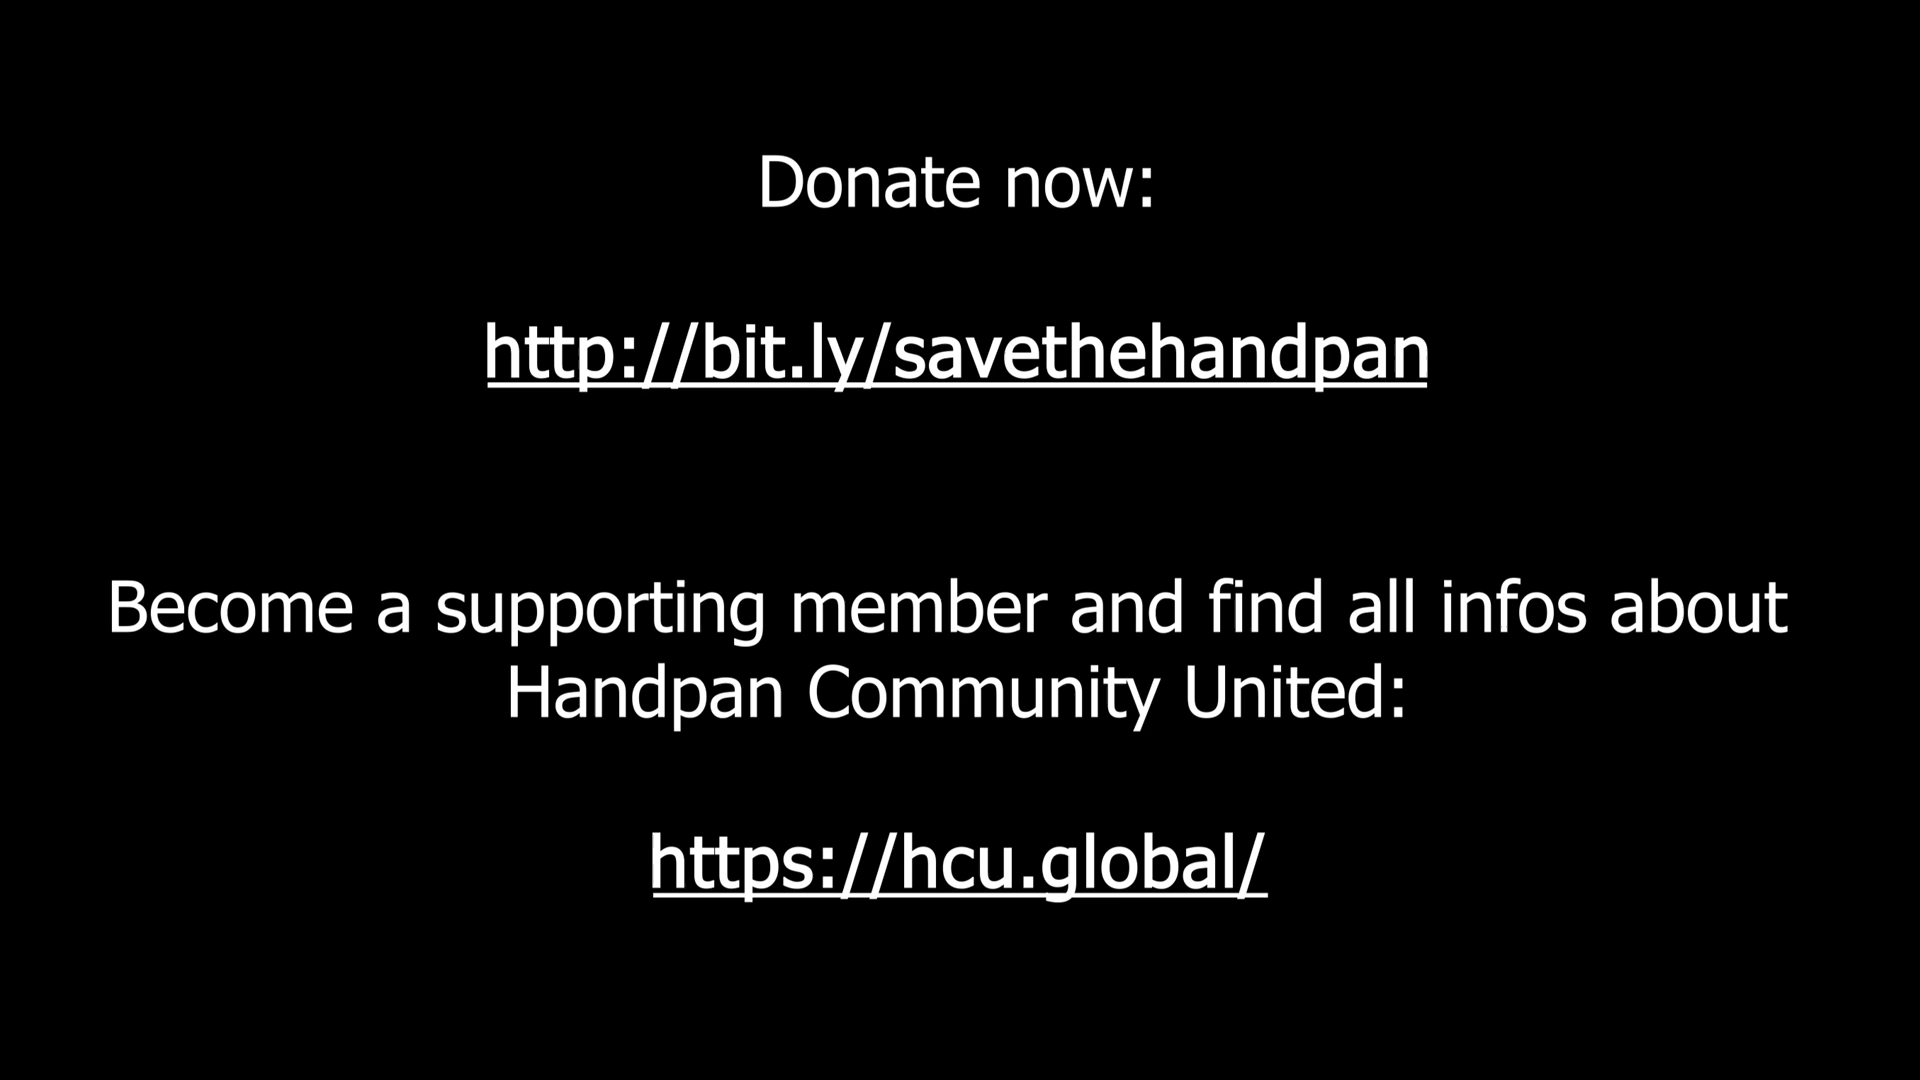 Donate now:
http://bit.ly/savethehandpan
Become a supporting member and find all infos about
Handpan Community United:
https://hcu.global/